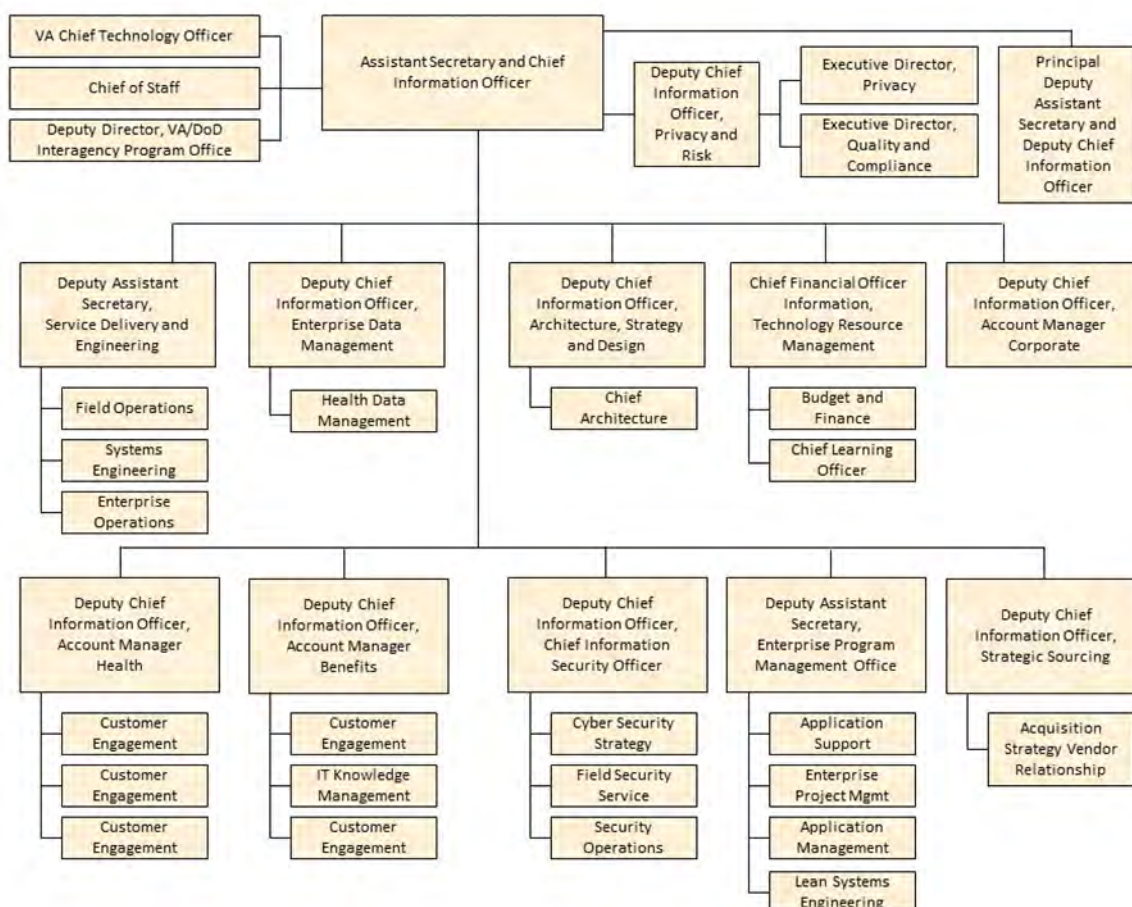 VA Chief Technology Officer
Chief of Staff
Deputy Director, VA/DoD
Interagency Program Office
Assistant Secretary and Chief
Information Officer
Deputy Chief
Information
Officer,
Privacy and
Risk
Executive Director,
Privacy
Executive Director,
Quality and
Compliance
Principal
Deputy
Assistant
Secretary and
Deputy Chief
Information
Officer
Deputy Assistant
Secretary,
Service Delivery and
Engineering
Field Operations
Systems
Engineering
Enterprise
Operations
Deputy Chief
Information Officer,
Enterprise Data
Management
Health Data
Management
Deputy Chief
Information Officer,
Architecture, Strategy
and Design
Chief
Architecture
Chief Financial Officer
Information,
Technology Resource
Management
Budget and
Finance
Chief Learning
Officer
Deputy Chief
Information Officer,
Account Manager
Corporate
Deputy Chief
Information Officer,
Account Manager
Health
Customer
Engagement
Customer
Engagement
Customer
Engagement
Deputy Chief
Information Officer,
Account Manager
Benefits
Customer
Engagement
IT Knowledge
Management
Customer
Engagement
Deputy Chief
Information Officer,
Chief Information
Security Officer
Cyber Security
Strategy
Field Security
Service
Security
Operations
Deputy Assistant
Secretary,
Enterprise Program
Management Office
Application
Support
Enterprise
Project Mgmt
Application
Management
Lean Systems
Engineering
Deputy Chief
Information Officer,
Strategic Sourcing
Acquisition
Strategy Vendor
Relationship